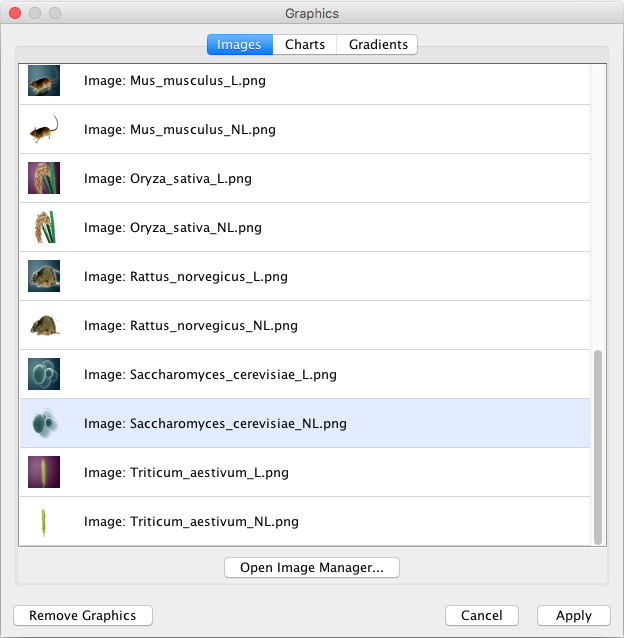 Graphics
Images Charts Gradients
Image: Mus_musculus_L.png
Image: Mus_musculus_NL.png
Image: Oryza_sativa_L.png
Image: Oryza_sativa_NL.png
Image: Rattus_norvegicus_L.png
Image: Rattus_norvegicus_NL.png
Image: Saccharomyces_cerevisiae_L.png
Image: Saccharomyces_cerevisiae_NL.png
Image: Triticum_aestivum_L.png
Image: Triticum_aestivum_NL.png
Open Image Manager...
Remove Graphics Cancel Apply